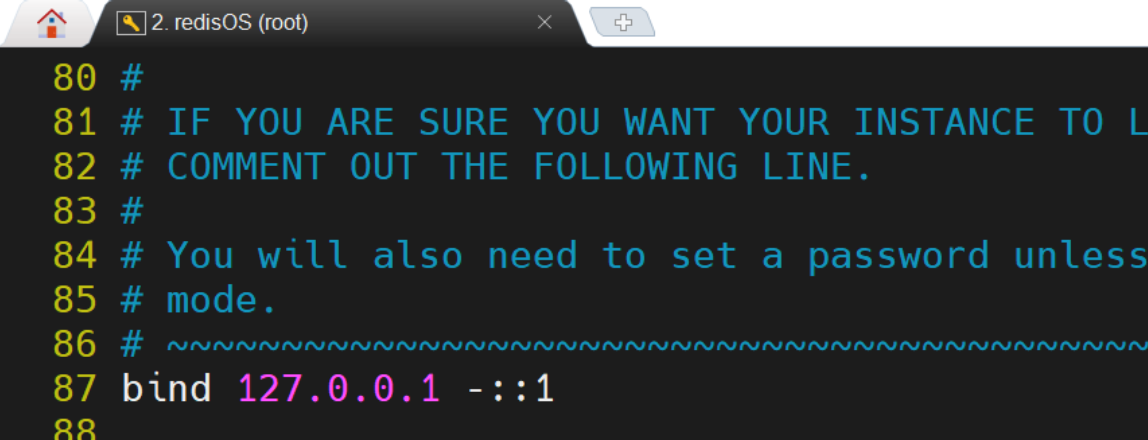 2. redisOS (root)
80 #
81 # IF YOU ARE SURE YOU WANT YOUR INSTANCE TO L
82 # COMMENT OUT THE FOLLOWING LINE.
83 #
84 # You will also need to set a password unless
85 # mode.
86 # ~~~~~~~~~~~~~~~~~~~~~~~~~~~~~~~~~~~~~~~~~~~
87 bind 127.0.0.1 -::1
88